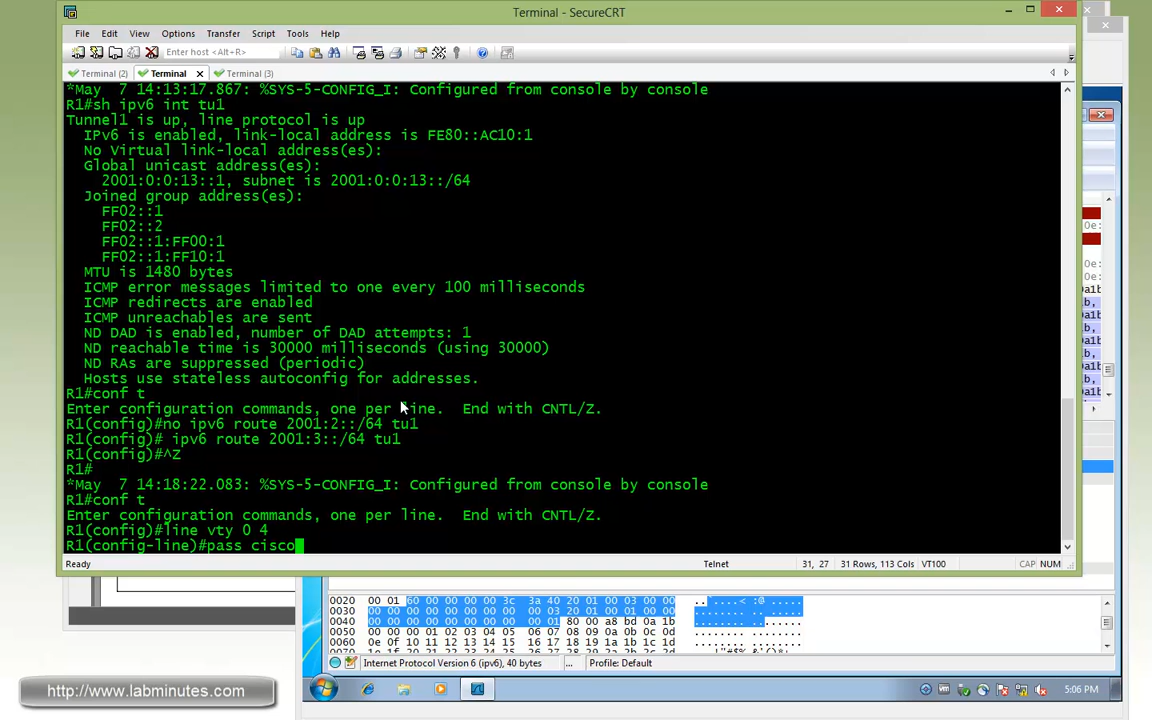 Terminal - SecureCRT
File Edit View Options Transfer Script Tools Help
Enter host <Alt+R>
Terminal (2) Terminal Terminal (3)
*May  7 14:13:17.867: %SYS-5-CONFIG_I: Configured from console by console
R1#sh ipv6 int tu1
Tunnel1 is up, line protocol is up
  IPv6 is enabled, link-local address is FE80::AC10:1
  No Virtual link-local address(es):
  Global unicast address(es):
    2001:0:0:13::1, subnet is 2001:0:0:13::/64
  Joined group address(es):
    FF02::1
    FF02::2
    FF02::1:FF00:1
    FF02::1:FF10:1
  MTU is 1480 bytes
  ICMP error messages limited to one every 100 milliseconds
  ICMP redirects are enabled
  ICMP unreachables are sent
  ND DAD is enabled, number of DAD attempts: 1
  ND reachable time is 30000 milliseconds (using 30000)
  ND RAs are suppressed (periodic)
  Hosts use stateless autoconfig for addresses.
R1#conf t
Enter configuration commands, one per line.  End with CNTL/Z.
R1(config)#no ipv6 route 2001:2::/64 tu1
R1(config)# ipv6 route 2001:3::/64 tu1
R1(config)#^Z
R1#
*May  7 14:18:22.083: %SYS-5-CONFIG_I: Configured from console by console
R1#conf t
Enter configuration commands, one per line.  End with CNTL/Z.
R1(config)#line vty 0 4
R1(config-line)#pass cisco
Ready Telnet 31, 27 31 Rows, 113 Cols VT100 CAP NUM
0020 00 01 60 00 00 00 00 3c 3a 40 20 01 00 03 00 00 ..`....< :@ .....
0030 00 00 00 00 00 00 00 00 00 03 20 01 00 01 00 00
0040 00 00 00 00 00 00 00 00 01 80 00 a8 bd 0a 1b
0050 00 00 00 01 02 03 04 05 06 07 08 09 0a 0b 0c 0d
0060 0e 0f 10 11 12 13 14 15 16 17 18 19 1a 1b 1c 1d
Internet Protocol Version 6 (ipv6), 40 bytes ... Profile: Default
http://www.labminutes.com
5:06 PM